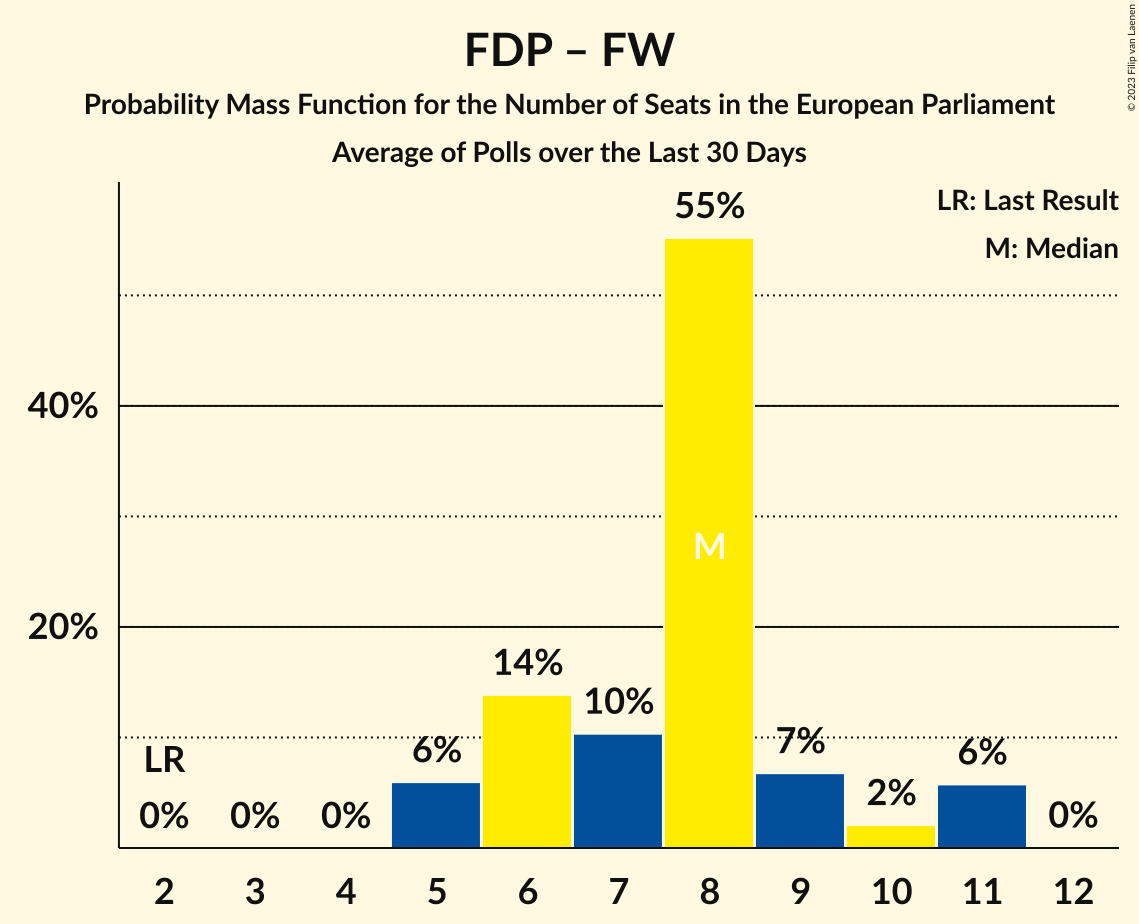 FDP – FW
Probability Mass Function for the Number of Seats in the European Parliament
Average of Polls over the Last 30 Days
© 2023 Filip van Laenen
LR: Last Result
M: Median
55%
40%
M
20%
14%
10%
LR
6%
7%
6%
2%
0%
0%
0%
0%
2 3 4 5 6 7 8 9 10 11 12